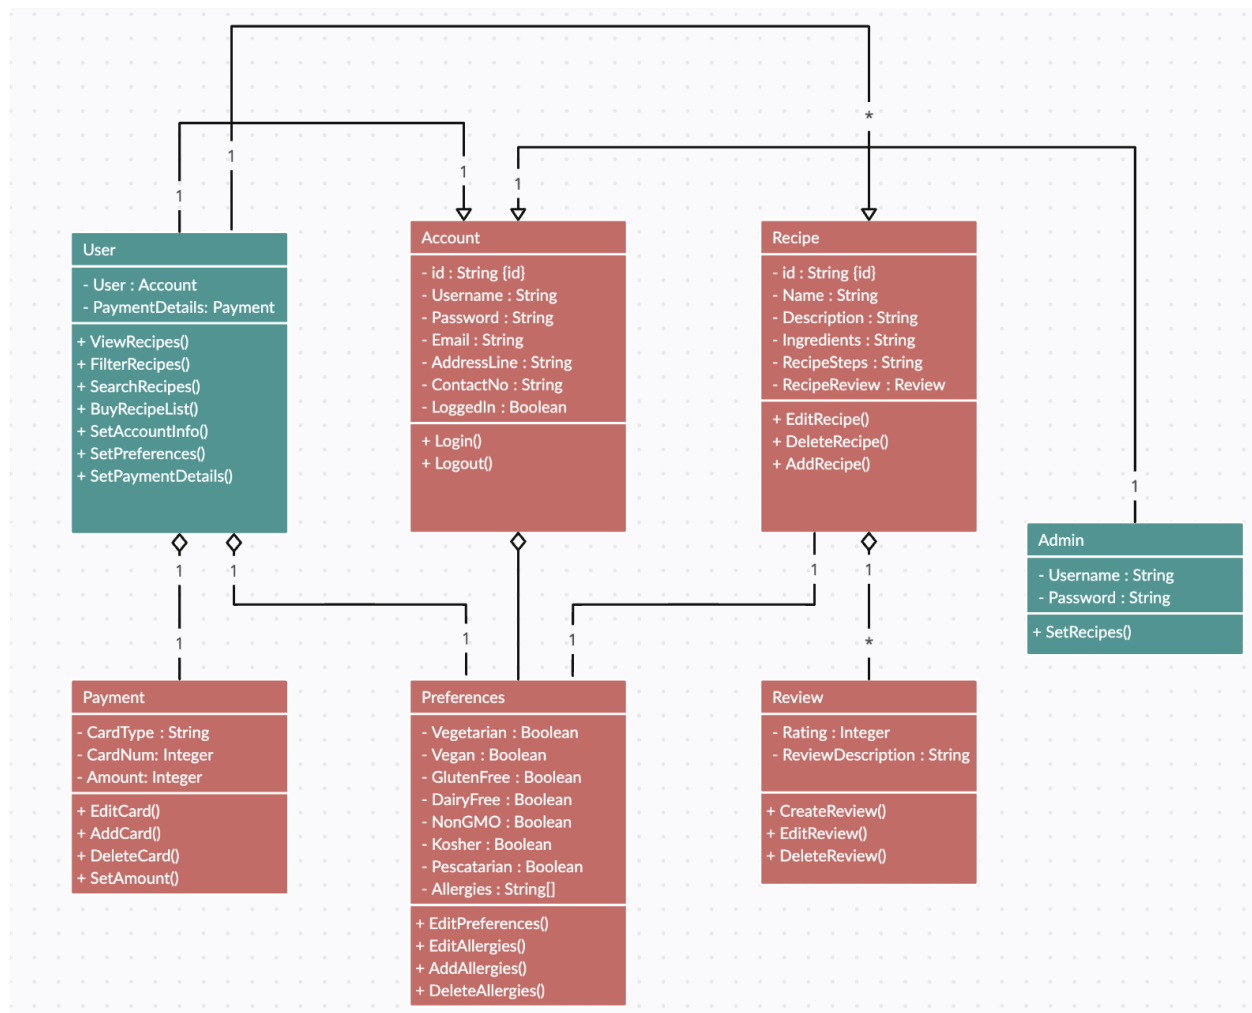 *
1
1
1
1
User
- User : Account
- PaymentDetails: Payment
+ ViewRecipes()
+ FilterRecipes()
+ SearchRecipes()
+ BuyRecipeList()
+ SetAccountInfo()
+ SetPreferences()
+ SetPaymentDetails()
Account
- id : String {id}
- Username : String
- Password : String
- Email : String
- AddressLine : String
- ContactNo : String
- LoggedIn : Boolean
+ Login()
+ Logout()
Recipe
- id : String {id}
- Name : String
- Description : String
- Ingredients : String
- RecipeSteps : String
- RecipeReview : Review
+ EditRecipe()
+ DeleteRecipe()
+ AddRecipe()
1
Admin
- Username : String
- Password : String
+ SetRecipes()
1
1
1
1
1
1
1
*
Payment
- CardType : String
- CardNum: Integer
- Amount: Integer
+ EditCard()
+ AddCard()
+ DeleteCard()
+ SetAmount()
Preferences
- Vegetarian : Boolean
- Vegan : Boolean
- GlutenFree : Boolean
- DairyFree : Boolean
- NonGMO : Boolean
- Kosher : Boolean
- Pescatarian : Boolean
- Allergies : String[]
+ EditPreferences()
+ EditAllergies()
+ AddAllergies()
+ DeleteAllergies()
Review
- Rating : Integer
- ReviewDescription : String
+ CreateReview()
+ EditReview()
+ DeleteReview()